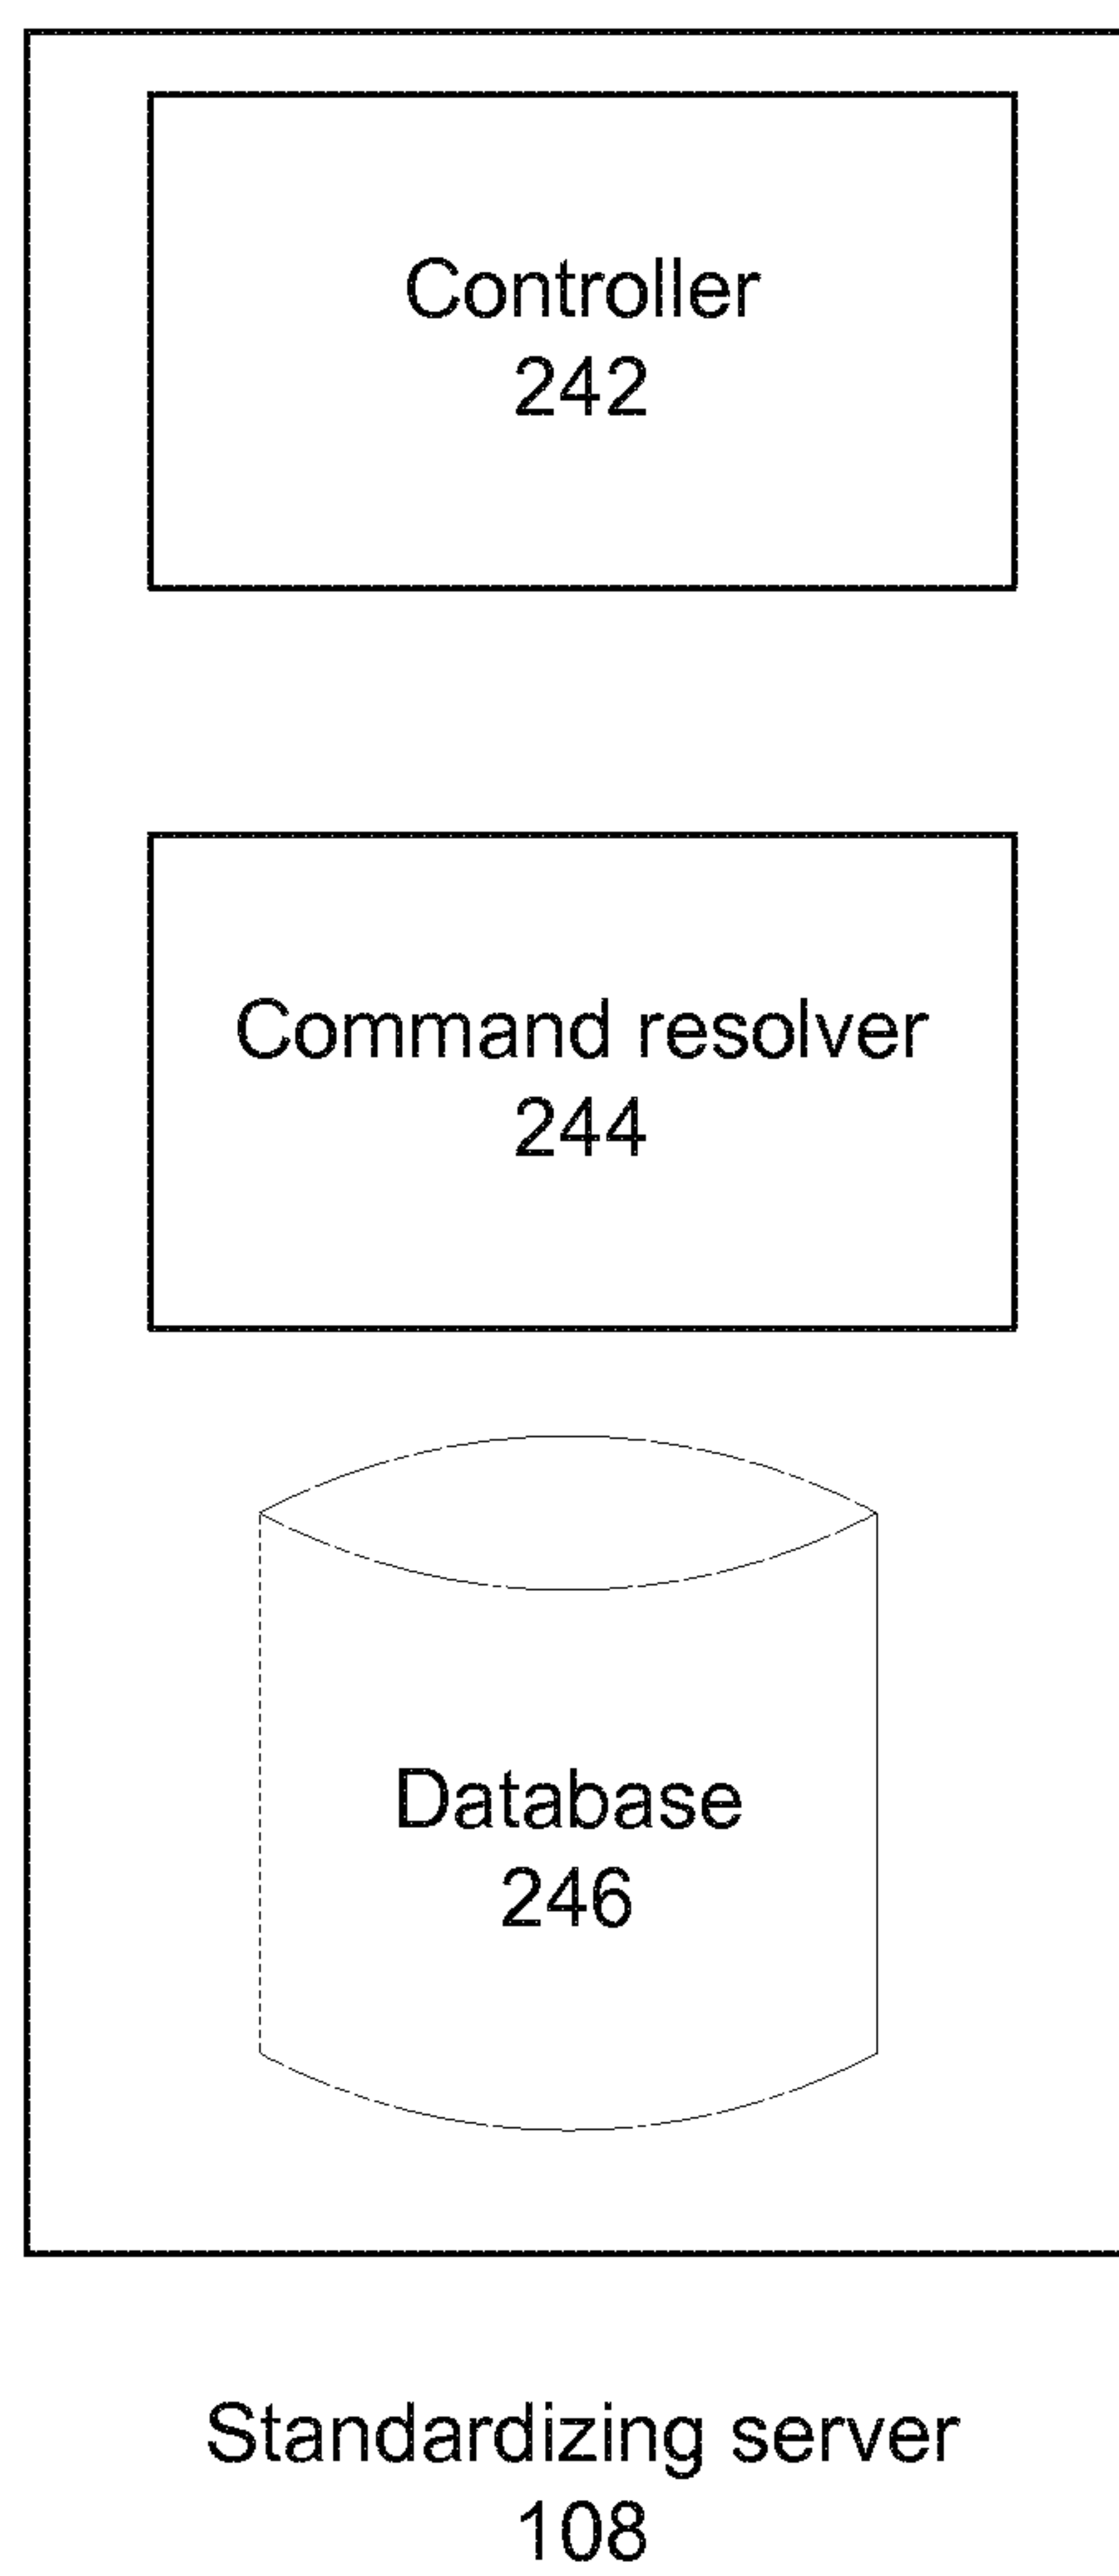 Controller
242
Command resolver
244
Database
246
Standardizing server
108